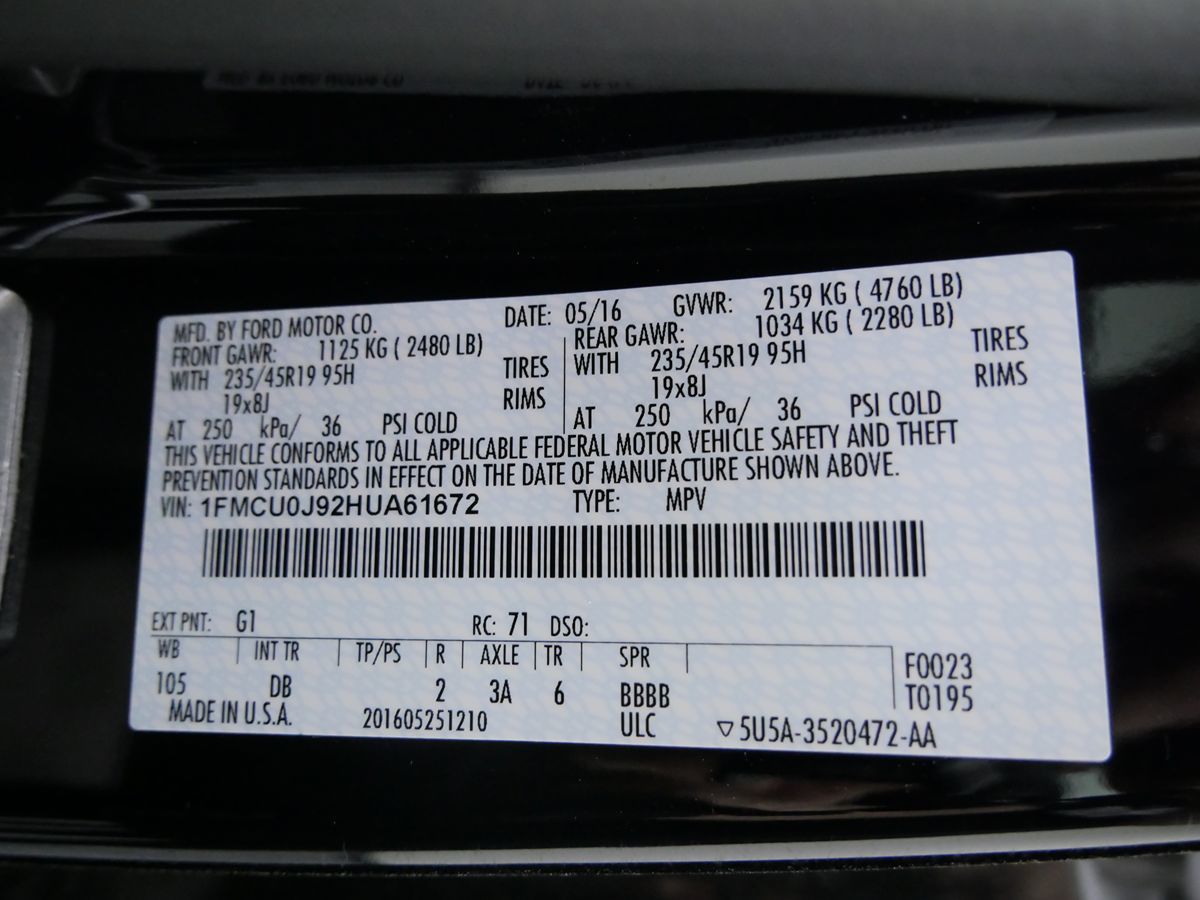 MFD. BY FORD MOTOR CO. DATE: 05/16 GVWR: 2159 KG ( 4760 LB)
FRONT GAWR: 1125 KG ( 2480 LB) REAR GAWR: 1034 KG ( 2280 LB)
WITH 235/45R19 95H TIRES WITH 235/45R19 95H TIRES
19x8J RIMS 19x8J RIMS
AT 250 kPa/ 36 PSI COLD AT 250 kPa/ 36 PSI COLD
THIS VEHICLE CONFORMS TO ALL APPLICABLE FEDERAL MOTOR VEHICLE SAFETY AND THEFT
PREVENTION STANDARDS IN EFFECT ON THE DATE OF MANUFACTURE SHOWN ABOVE.
VIN: 1FMCU0J92HUA61672 TYPE: MPV
EXT PNT: G1 RC: 71 DSO:
WB INT TR TP/PS R AXLE TR SPR F0023
105 DB 2 3A 6 BBBB T0195
MADE IN U.S.A. 201605251210 ULC ▽5U5A-3520472-AA